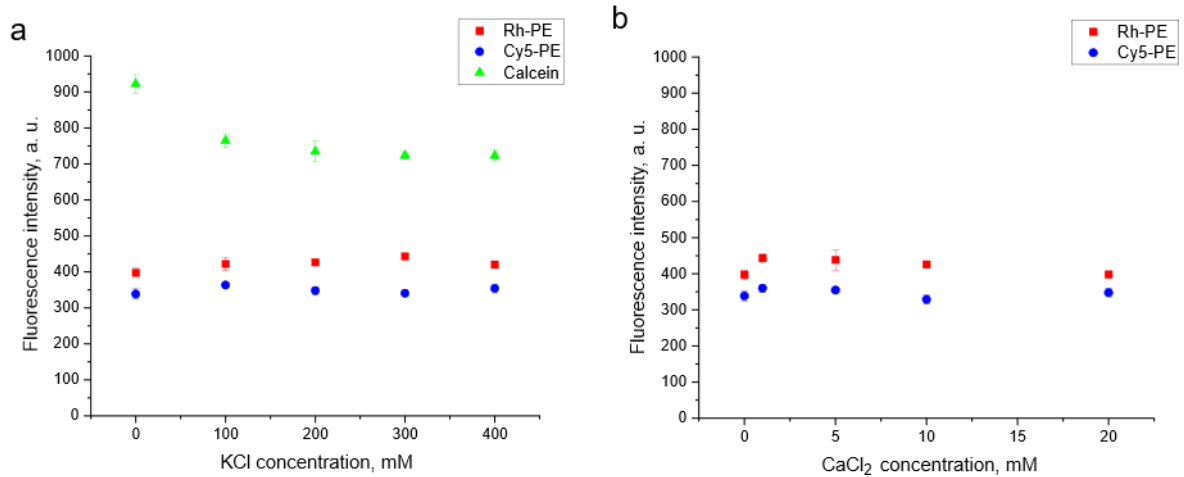 a
Rh-PE
Cy5-PE
Calcein
1000
900
800
700
600
500
400
300
200
100
0
Fluorescence intensity, a. u.
0 100 200 300 400
KCl concentration, mM
b
Rh-PE
Cy5-PE
1000
900
800
700
600
500
400
300
200
100
0
Fluorescence intensity, a. u.
0 5 10 15 20
CaCl₂ concentration, mM